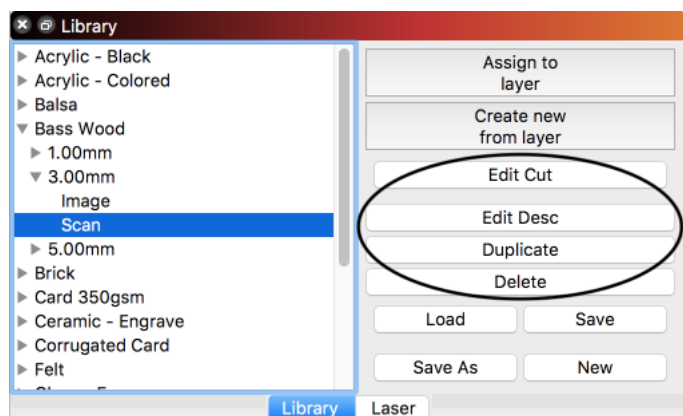 Library
Acrylic - Black
Acrylic - Colored
Balsa
Bass Wood
1.00mm
3.00mm
Image
Scan
5.00mm
Brick
Card 350gsm
Ceramic - Engrave
Corrugated Card
Felt
Assign to
layer
Create new
from layer
Edit Cut
Edit Desc
Duplicate
Delete
Load Save
Save As New
Library Laser